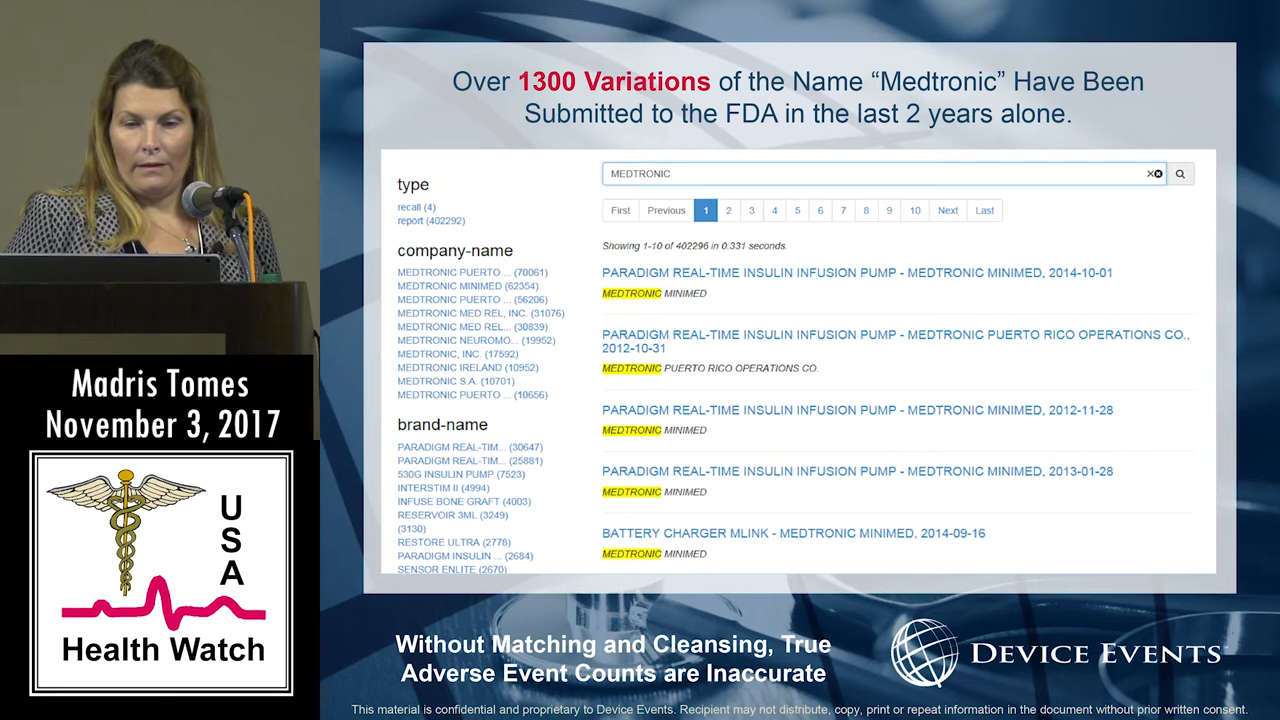 Over 1300 Variations of the Name “Medtronic” Have Been
Submitted to the FDA in the last 2 years alone.
type
recall (4)
report (402292)
company-name
MEDTRONIC PUERTO ... (70061)
MEDTRONIC MINIMED (62354)
MEDTRONIC PUERTO ... (56206)
MEDTRONIC MED REL, INC. (31076)
MEDTRONIC MED REL... (30839)
MEDTRONIC NEUROMO... (19952)
MEDTRONIC, INC. (17592)
MEDTRONIC IRELAND (10952)
MEDTRONIC S.A. (10701)
MEDTRONIC PUERTO ... (10656)
brand-name
PARADIGM REAL-TIM... (30647)
PARADIGM REAL-TIM... (25881)
530G INSULIN PUMP (7523)
INTERSTIM II (4994)
INFUSE BONE GRAFT (4003)
RESERVOIR 3ML (3249)
(3130)
RESTORE ULTRA (2778)
PARADIGM INSULIN ... (2684)
SENSOR ENLITE (2670)
MEDTRONIC
First Previous 1 2 3 4 5 6 7 8 9 10 Next Last
Showing 1-10 of 402296 in 0.331 seconds.
PARADIGM REAL-TIME INSULIN INFUSION PUMP - MEDTRONIC MINIMED, 2014-10-01
MEDTRONIC MINIMED
PARADIGM REAL-TIME INSULIN INFUSION PUMP - MEDTRONIC PUERTO RICO OPERATIONS CO.,
2012-10-31
MEDTRONIC PUERTO RICO OPERATIONS CO.
PARADIGM REAL-TIME INSULIN INFUSION PUMP - MEDTRONIC MINIMED, 2012-11-28
MEDTRONIC MINIMED
PARADIGM REAL-TIME INSULIN INFUSION PUMP - MEDTRONIC MINIMED, 2013-01-28
MEDTRONIC MINIMED
BATTERY CHARGER MLINK - MEDTRONIC MINIMED, 2014-09-16
MEDTRONIC MINIMED
Without Matching and Cleansing, True
Adverse Event Counts are Inaccurate
DEVICE EVENTS
This material is confidential and proprietary to Device Events. Recipient may not distribute, copy, print or repeat information in the document without prior written consent.
Madris Tomes
November 3, 2017
USA
Health Watch